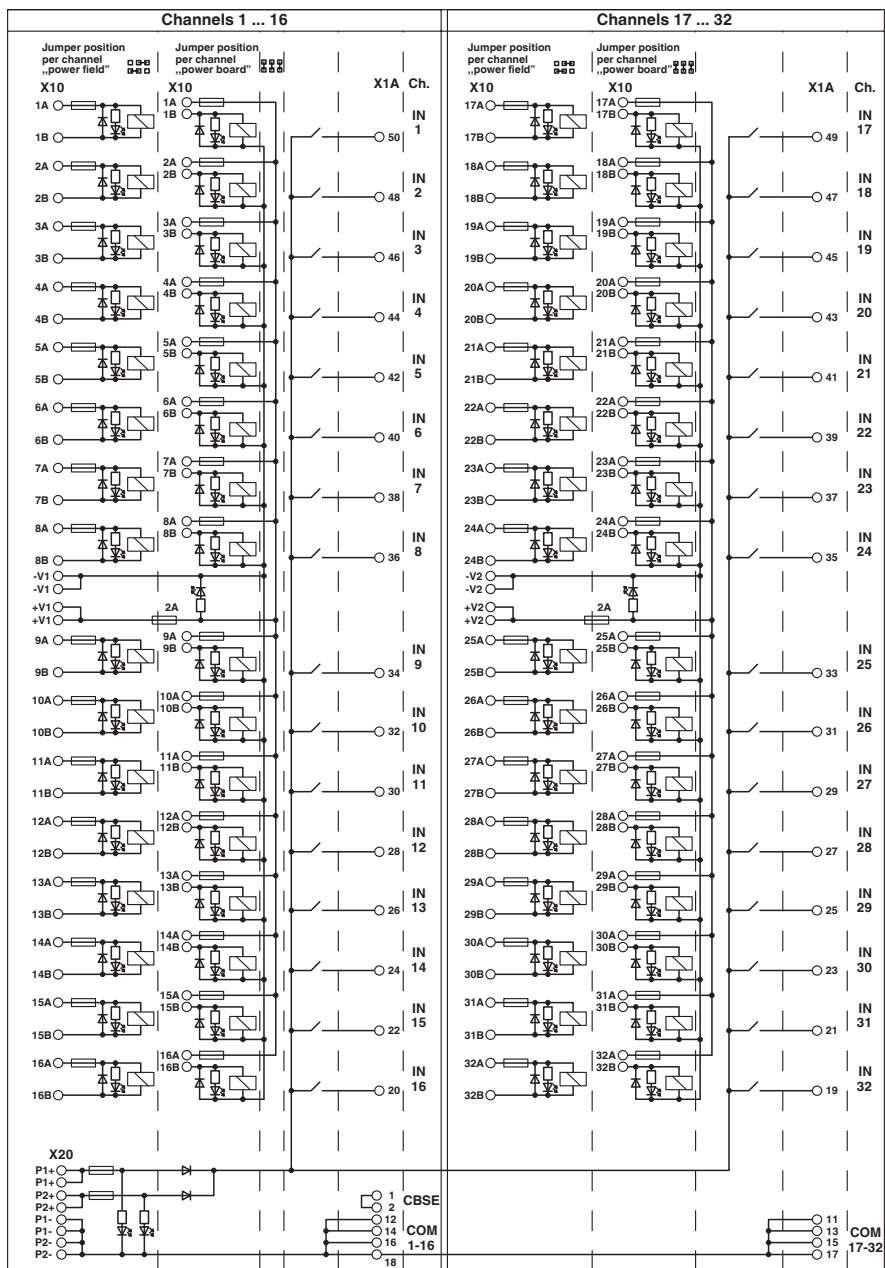 Channels 1 ... 16
Channels 17 ... 32
Jumper position
per channel
„power field”
Jumper position
per channel
„power board”
Jumper position
per channel
„power field”
Jumper position
per channel
„power board”
X10 X10 X1A Ch.
X10 X10 X1A Ch.
1A 1A 1B 1B 50 IN 1
17A 17A 17B 17B 49 IN 17
2A 2A 2B 2B 48 IN 2
18A 18A 18B 18B 47 IN 18
3A 3A 3B 3B 46 IN 3
19A 19A 19B 19B 45 IN 19
4A 4A 4B 4B 44 IN 4
20A 20A 20B 20B 43 IN 20
5A 5A 5B 5B 42 IN 5
21A 21A 21B 21B 41 IN 21
6A 6A 6B 6B 40 IN 6
22A 22A 22B 22B 39 IN 22
7A 7A 7B 7B 38 IN 7
23A 23A 23B 23B 37 IN 23
8A 8A 8B 8B 36 IN 8
24A 24A 24B 24B 35 IN 24
-V1
-V1
+V1
+V1 2A
-V2
-V2
+V2
+V2 2A
9A 9A 9B 9B 34 IN 9
25A 25A 25B 25B 33 IN 25
10A 10A 10B 10B 32 IN 10
26A 26A 26B 26B 31 IN 26
11A 11A 11B 11B 30 IN 11
27A 27A 27B 27B 29 IN 27
12A 12A 12B 12B 28 IN 12
28A 28A 28B 28B 27 IN 28
13A 13A 13B 13B 26 IN 13
29A 29A 29B 29B 25 IN 29
14A 14A 14B 14B 24 IN 14
30A 30A 30B 30B 23 IN 30
15A 15A 15B 15B 22 IN 15
31A 31A 31B 31B 21 IN 31
16A 16A 16B 16B 20 IN 16
32A 32A 32B 32B 19 IN 32
X20
P1+
P1+
P2+
P2+
P1-
P1-
P2-
P2-
1
2
CBSE
12
14
16
18
COM
1-16
11
13
15
17
COM
17-32